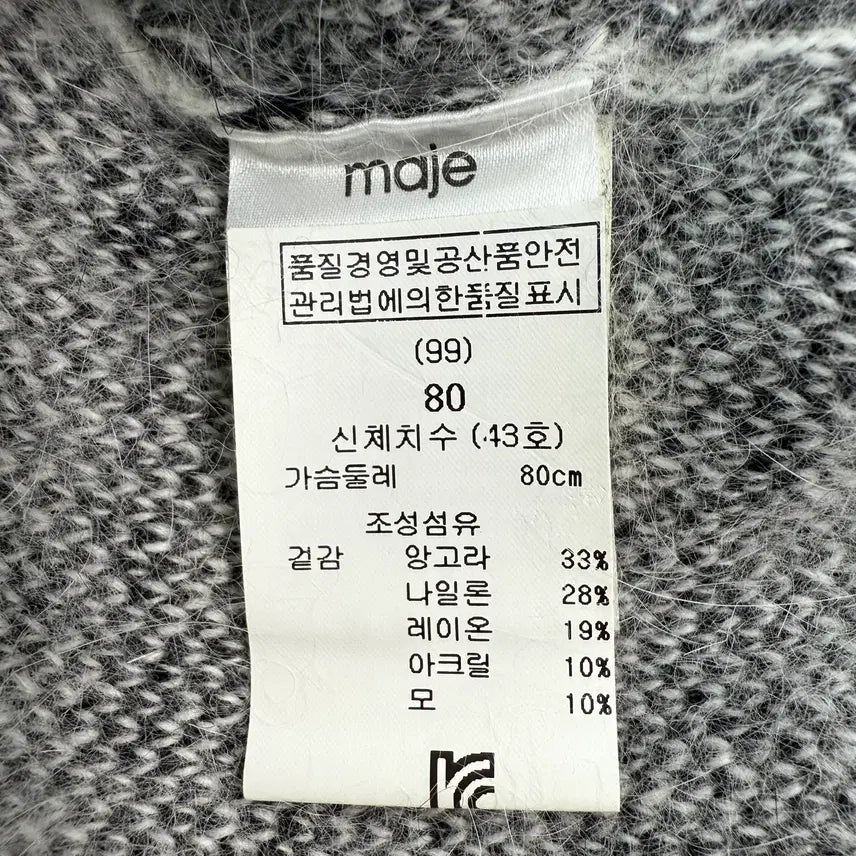 maje
품질경영및공산품안전
관리법에의한품질표시
(99)
80
신체치수 (43호)
가슴둘레 80cm
조성섬유
겉감 앙고라 33%
나일론 28%
레이온 19%
아크릴 10%
모 10%